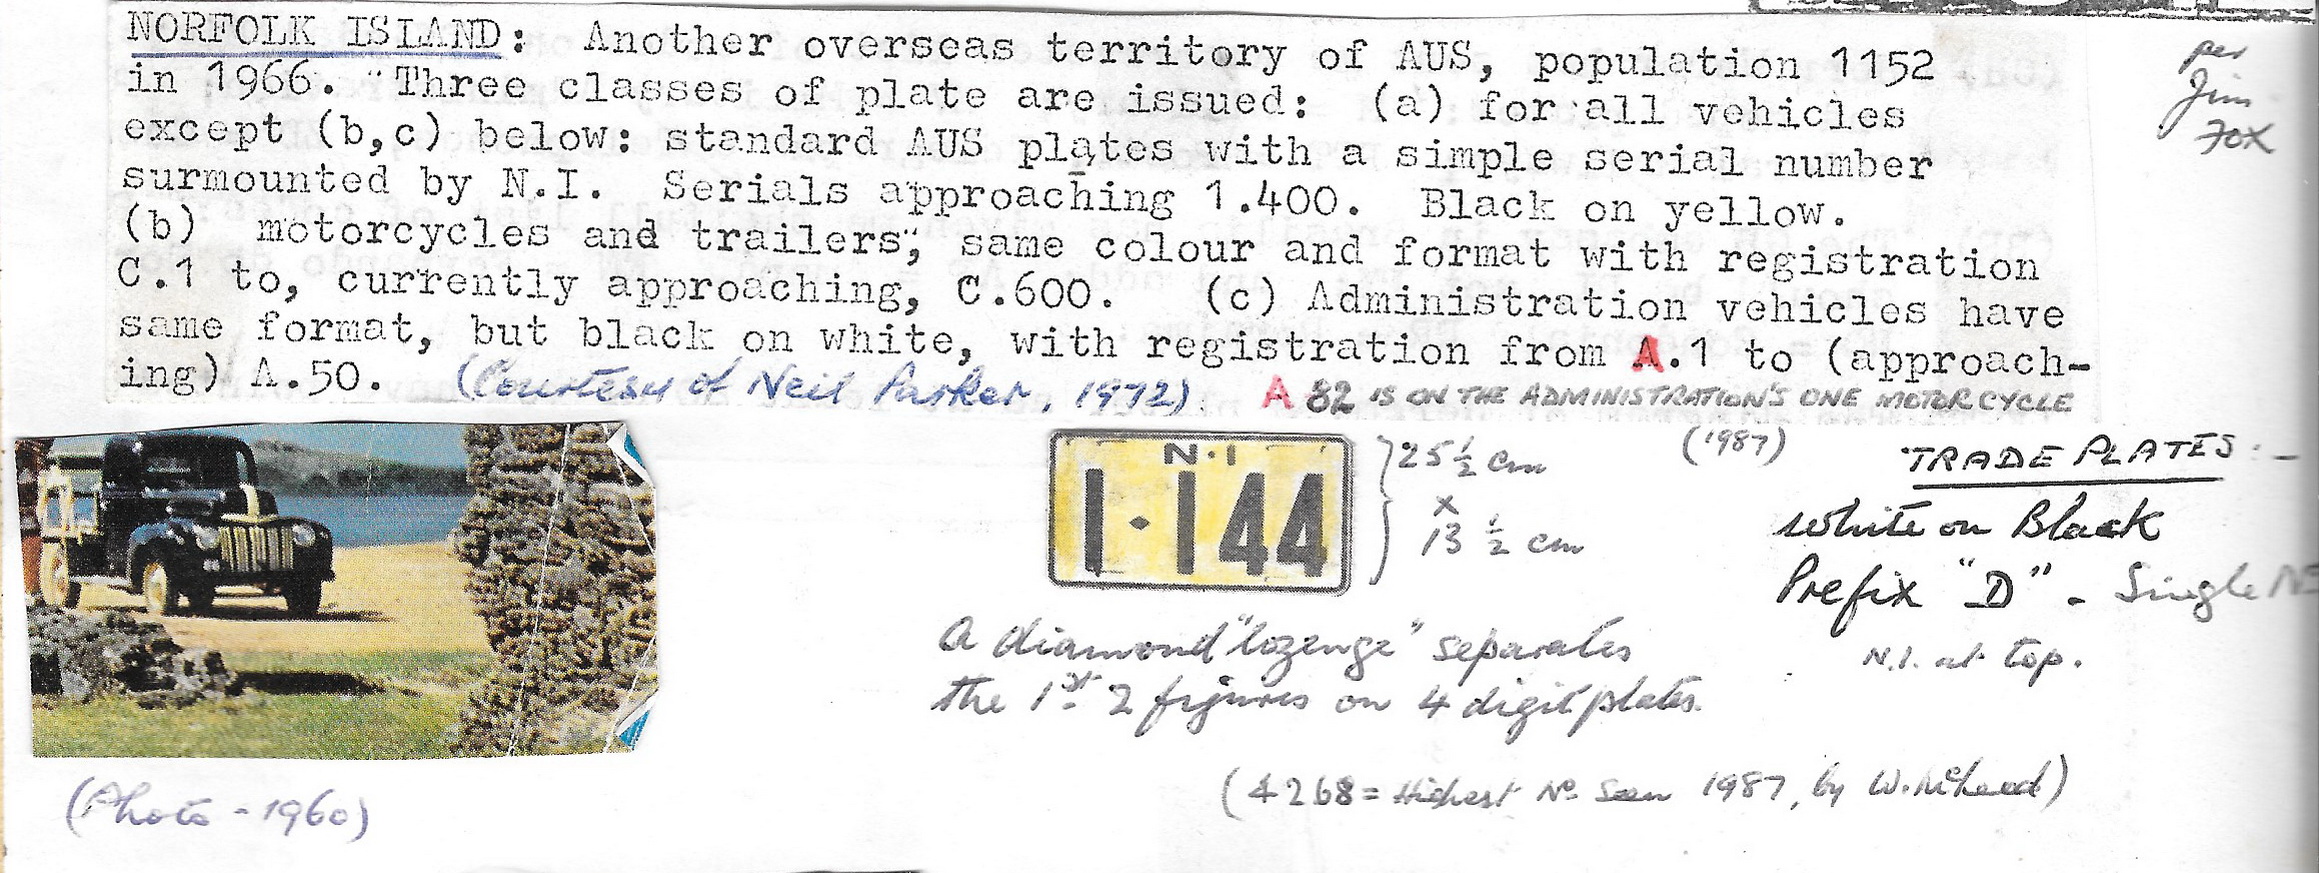 NORFOLK ISLAND: Another overseas territory of AUS, population 1152
in 1966. "Three classes of plate are issued: (a) for all vehicles
except (b,c) below: standard AUS plates with a simple serial number
surmounted by N.I. Serials approaching 1.400. Black on yellow.
(b) motorcycles and trailers", same colour and format with registration
C.1 to, currently approaching, C.600. (c) Administration vehicles have
same format, but black on white, with registration from A.1 to (approach-
ing) A.50. (Courtesy of Neil Parker, 1972)
A 82 IS ON THE ADMINISTRATION'S ONE MOTORCYCLE
(1987)
per
Jim
FOX
N·I
1·144
25 1/2 cm
x
13 1/2 cm
TRADE PLATES:-
White on Black
Prefix "D" - Single
N.I. at top.
A diamond "lozenge" separates
the 1st 2 figures on 4 digit plates.
(4268 = Highest No. Seen 1987, by W. McLeod)
(Photo - 1960)